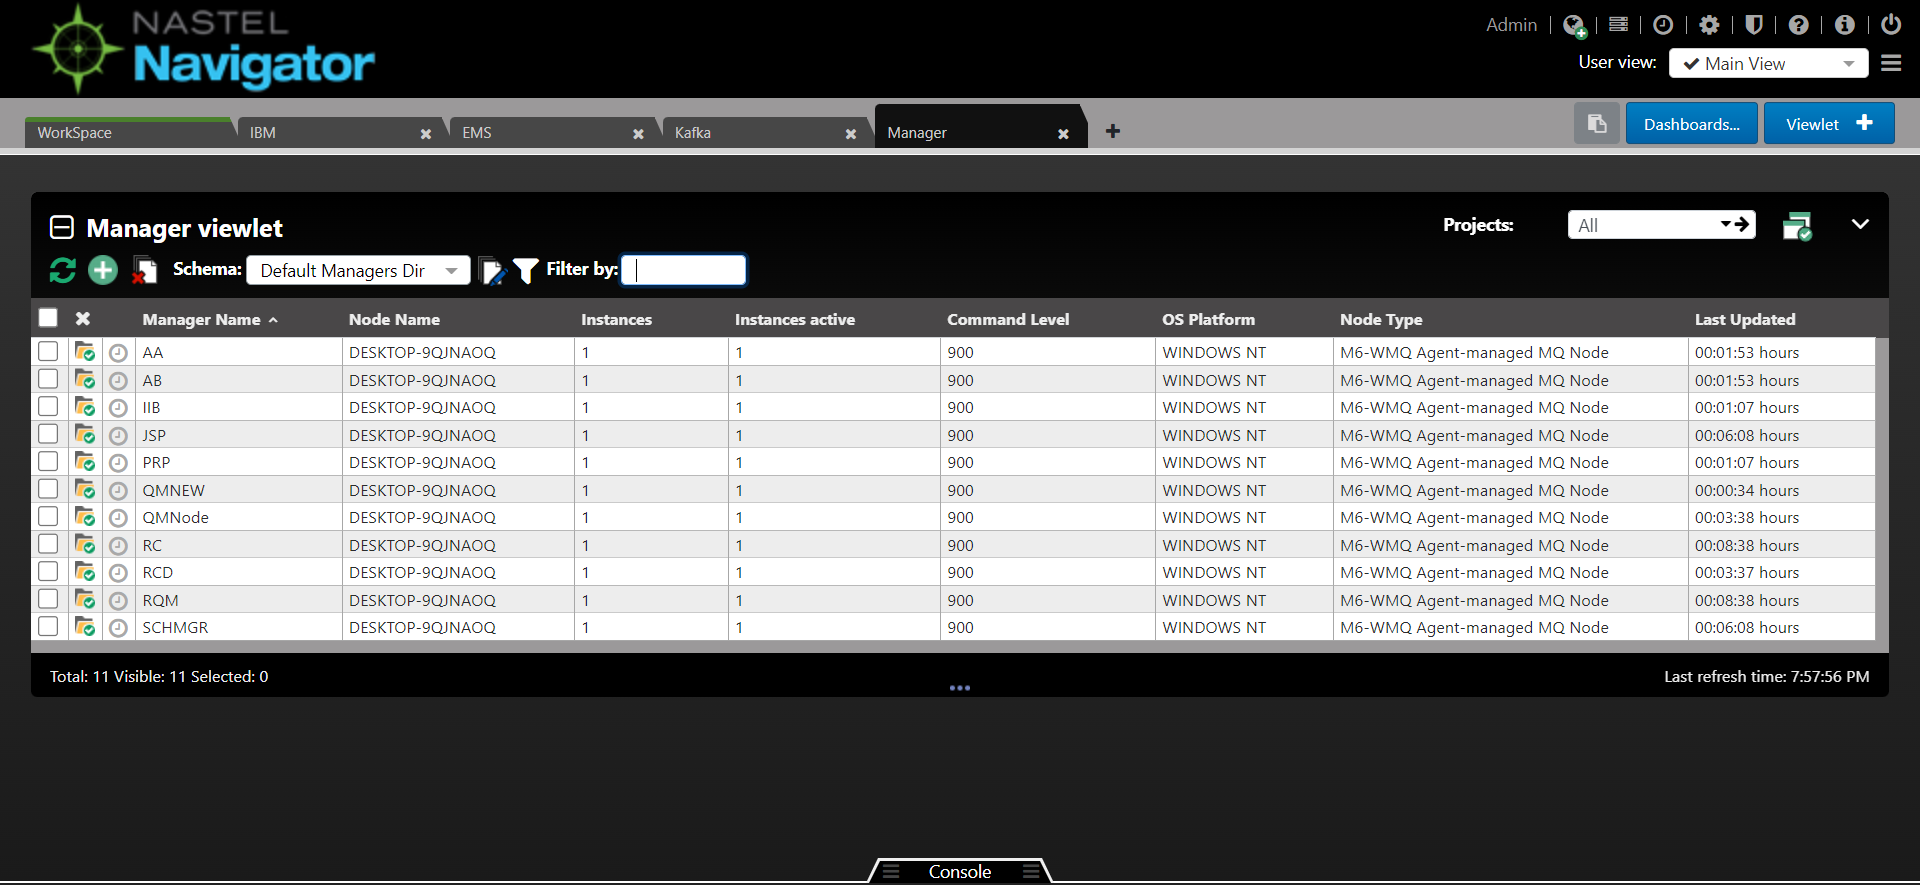 NASTEL
Navigator
Admin
User view: Main View
WorkSpace IBM EMS Kafka Manager Dashboards... Viewlet
Manager viewlet Projects: All
Schema: Default Managers Dir Filter by:
Manager Name Node Name Instances Instances active Command Level OS Platform Node Type Last Updated
AA DESKTOP-9QJNAOQ 1 1 900 WINDOWS NT M6-WMQ Agent-managed MQ Node 00:01:53 hours
AB DESKTOP-9QJNAOQ 1 1 900 WINDOWS NT M6-WMQ Agent-managed MQ Node 00:01:53 hours
IIB DESKTOP-9QJNAOQ 1 1 900 WINDOWS NT M6-WMQ Agent-managed MQ Node 00:01:07 hours
JSP DESKTOP-9QJNAOQ 1 1 900 WINDOWS NT M6-WMQ Agent-managed MQ Node 00:06:08 hours
PRP DESKTOP-9QJNAOQ 1 1 900 WINDOWS NT M6-WMQ Agent-managed MQ Node 00:01:07 hours
QMNEW DESKTOP-9QJNAOQ 1 1 900 WINDOWS NT M6-WMQ Agent-managed MQ Node 00:00:34 hours
QMNode DESKTOP-9QJNAOQ 1 1 900 WINDOWS NT M6-WMQ Agent-managed MQ Node 00:03:38 hours
RC DESKTOP-9QJNAOQ 1 1 900 WINDOWS NT M6-WMQ Agent-managed MQ Node 00:08:38 hours
RCD DESKTOP-9QJNAOQ 1 1 900 WINDOWS NT M6-WMQ Agent-managed MQ Node 00:03:37 hours
RQM DESKTOP-9QJNAOQ 1 1 900 WINDOWS NT M6-WMQ Agent-managed MQ Node 00:08:38 hours
SCHMGR DESKTOP-9QJNAOQ 1 1 900 WINDOWS NT M6-WMQ Agent-managed MQ Node 00:06:08 hours
Total: 11 Visible: 11 Selected: 0 Last refresh time: 7:57:56 PM
Console